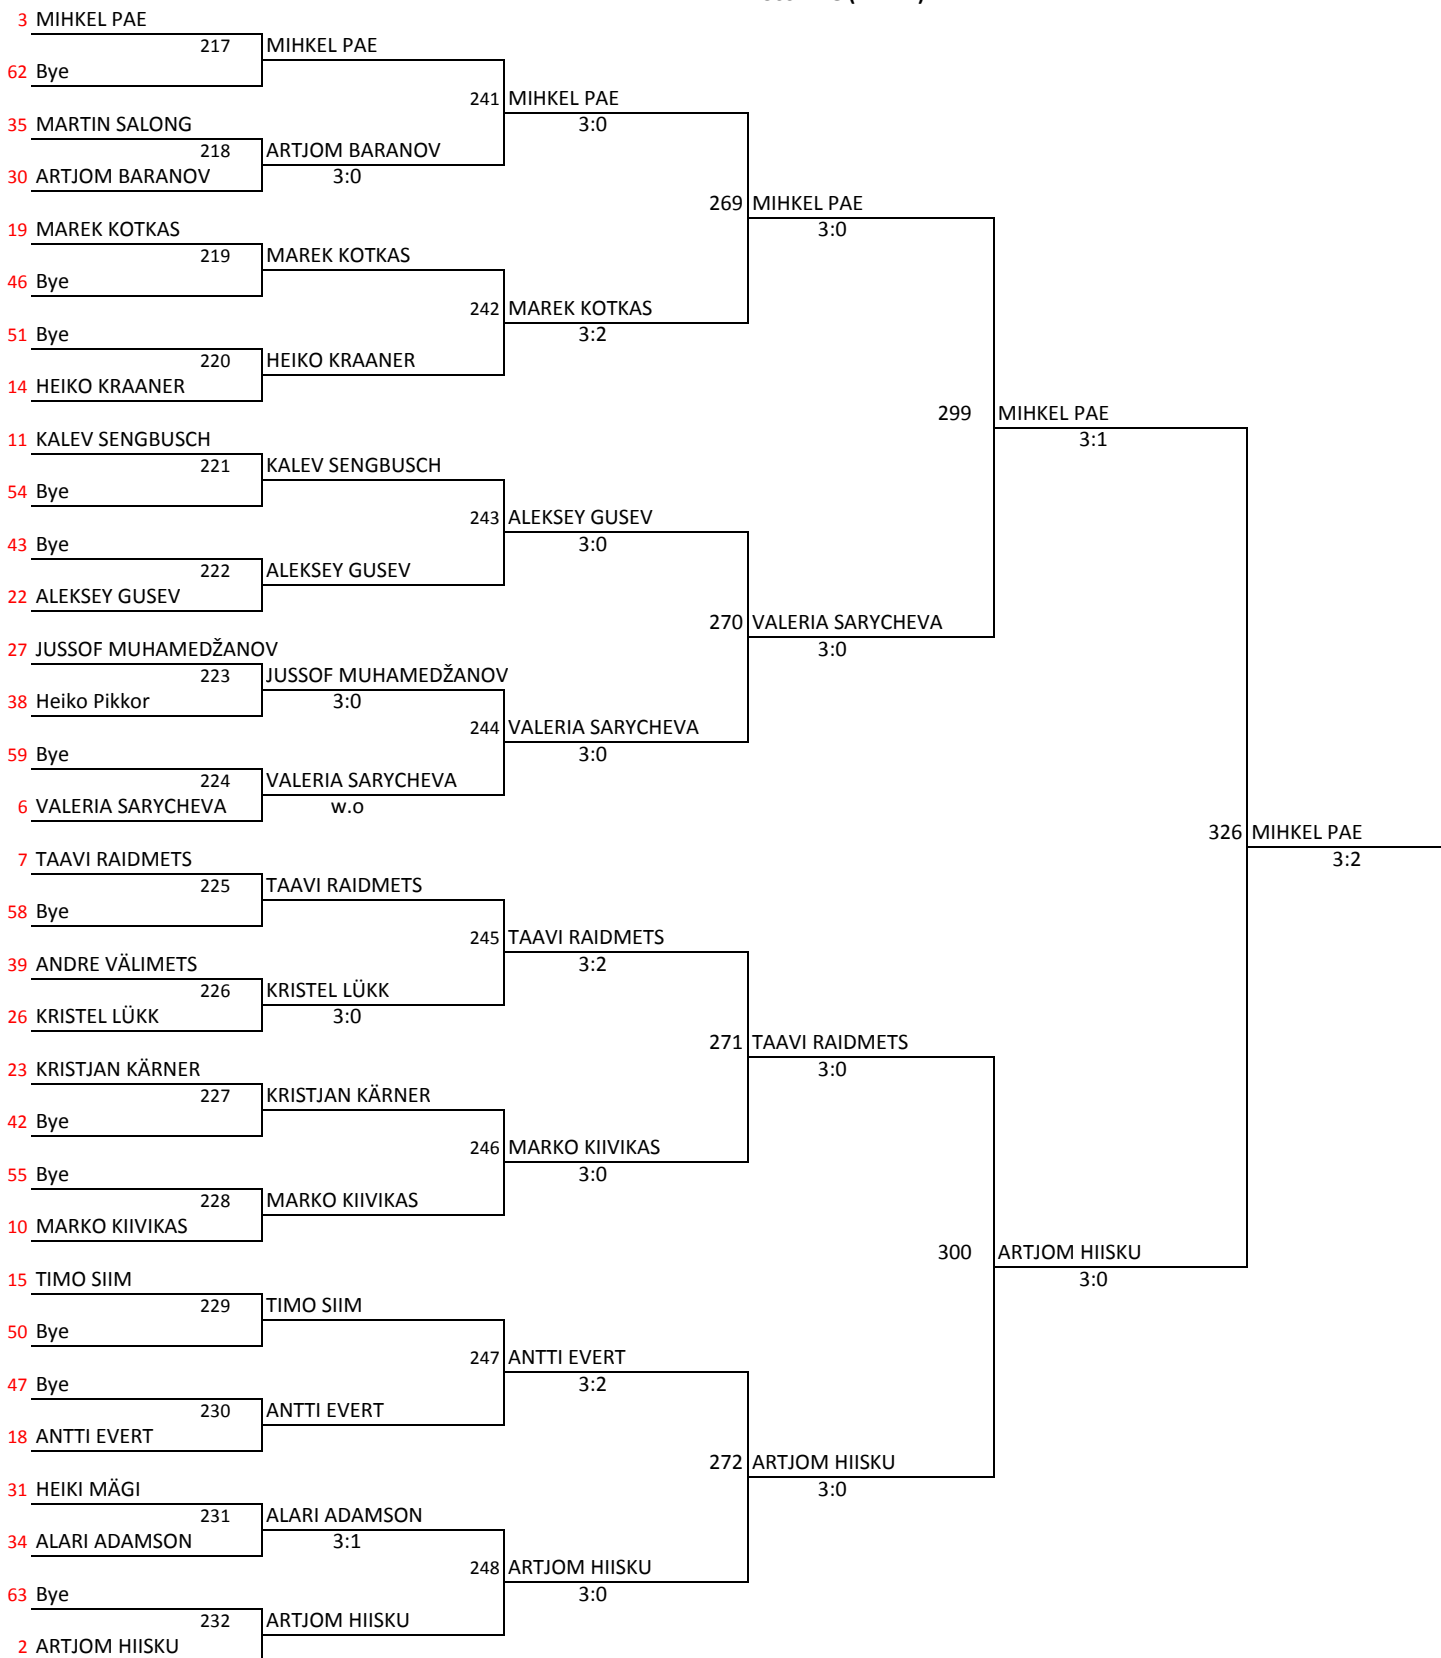 3 MIHKEL PAE
217 MIHKEL PAE
62 Bye
241 MIHKEL PAE
35 MARTIN SALONG 3:0
218 ARTJOM BARANOV
30 ARTJOM BARANOV 3:0
269 MIHKEL PAE
19 MAREK KOTKAS 3:0
219 MAREK KOTKAS
46 Bye
242 MAREK KOTKAS
51 Bye 3:2
220 HEIKO KRAANER
14 HEIKO KRAANER
299 MIHKEL PAE
11 KALEV SENGBUSCH 3:1
221 KALEV SENGBUSCH
54 Bye
243 ALEKSEY GUSEV
43 Bye 3:0
222 ALEKSEY GUSEV
22 ALEKSEY GUSEV
270 VALERIA SARYCHEVA
27 JUSSOF MUHAMEDŽANOV 3:0
223 JUSSOF MUHAMEDŽANOV
38 Heiko Pikkor 3:0
244 VALERIA SARYCHEVA
59 Bye 3:0
224 VALERIA SARYCHEVA
6 VALERIA SARYCHEVA w.o
326 MIHKEL PAE
7 TAAVI RAIDMETS 3:2
225 TAAVI RAIDMETS
58 Bye
245 TAAVI RAIDMETS
39 ANDRE VÄLIMETS 3:2
226 KRISTEL LÜKK
26 KRISTEL LÜKK 3:0
271 TAAVI RAIDMETS
23 KRISTJAN KÄRNER 3:0
227 KRISTJAN KÄRNER
42 Bye
246 MARKO KIIVIKAS
55 Bye 3:0
228 MARKO KIIVIKAS
10 MARKO KIIVIKAS
300 ARTJOM HIISKU
15 TIMO SIIM 3:0
229 TIMO SIIM
50 Bye
247 ANTTI EVERT
47 Bye 3:2
230 ANTTI EVERT
18 ANTTI EVERT
272 ARTJOM HIISKU
31 HEIKI MÄGI 3:0
231 ALARI ADAMSON
34 ALARI ADAMSON 3:1
248 ARTJOM HIISKU
63 Bye 3:0
232 ARTJOM HIISKU
2 ARTJOM HIISKU